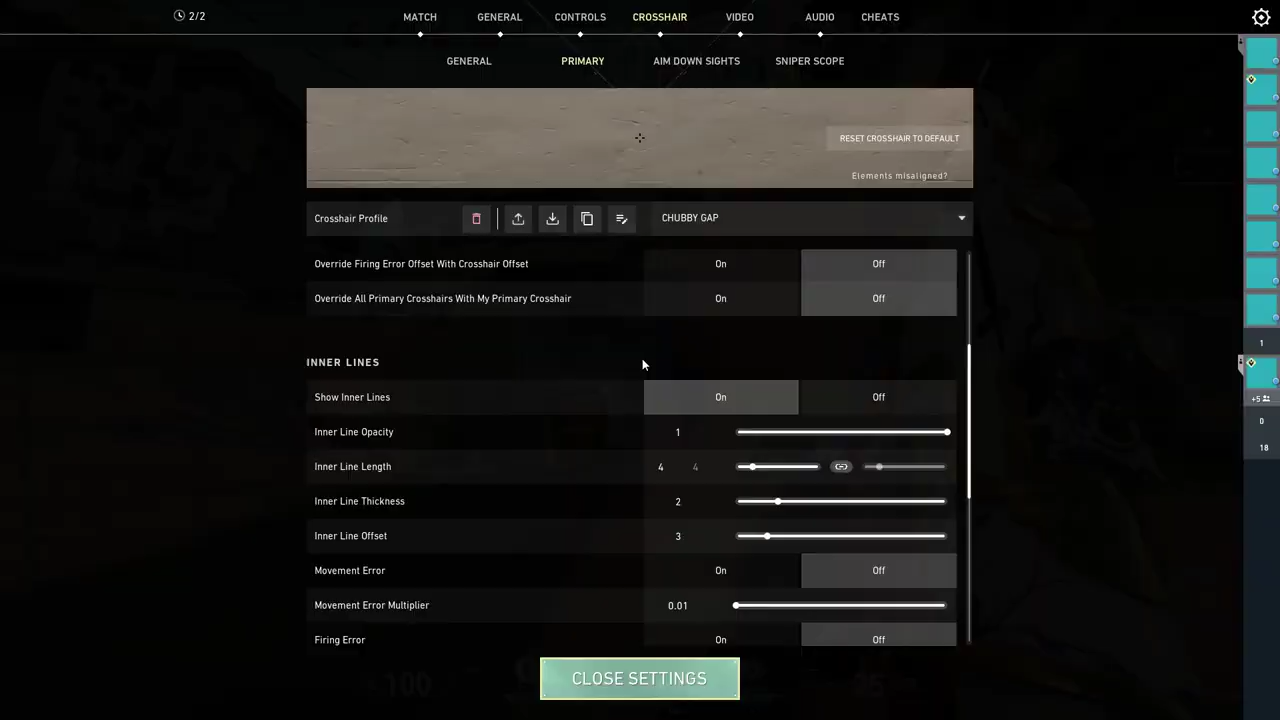 2/2
MATCH GENERAL CONTROLS CROSSHAIR VIDEO AUDIO CHEATS
GENERAL PRIMARY AIM DOWN SIGHTS SNIPER SCOPE
RESET CROSSHAIR TO DEFAULT
Elements misaligned?
Crosshair Profile CHUBBY GAP
Override Firing Error Offset With Crosshair Offset On Off
Override All Primary Crosshairs With My Primary Crosshair On Off
INNER LINES
Show Inner Lines On Off
Inner Line Opacity 1
Inner Line Length 4 4
Inner Line Thickness 2
Inner Line Offset 3
Movement Error On Off
Movement Error Multiplier 0.01
Firing Error On Off
CLOSE SETTINGS
100
1
+5
D
18